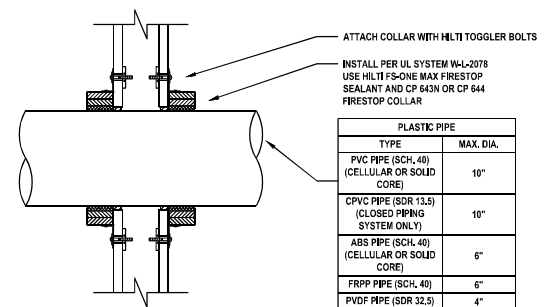 ATTACH COLLAR WITH HILTI TOGGLER BOLTS
INSTALL PER UL SYSTEM W-L-2078
USE HILTI FS-ONE MAX FIRESTOP
SEALANT AND CP 643N OR CP 644
FIRESTOP COLLAR
PLASTIC PIPE
TYPE MAX. DIA.
PVC PIPE (SCH. 40)
(CELLULAR OR SOLID
CORE)
10"
CPVC PIPE (SDR 13.5)
(CLOSED PIPING
SYSTEM ONLY)
10"
ABS PIPE (SCH. 40)
(CELLULAR OR SOLID
CORE)
6"
FRPP PIPE (SCH. 40) 6"
PVDF PIPE (SDR 32.5) 4"